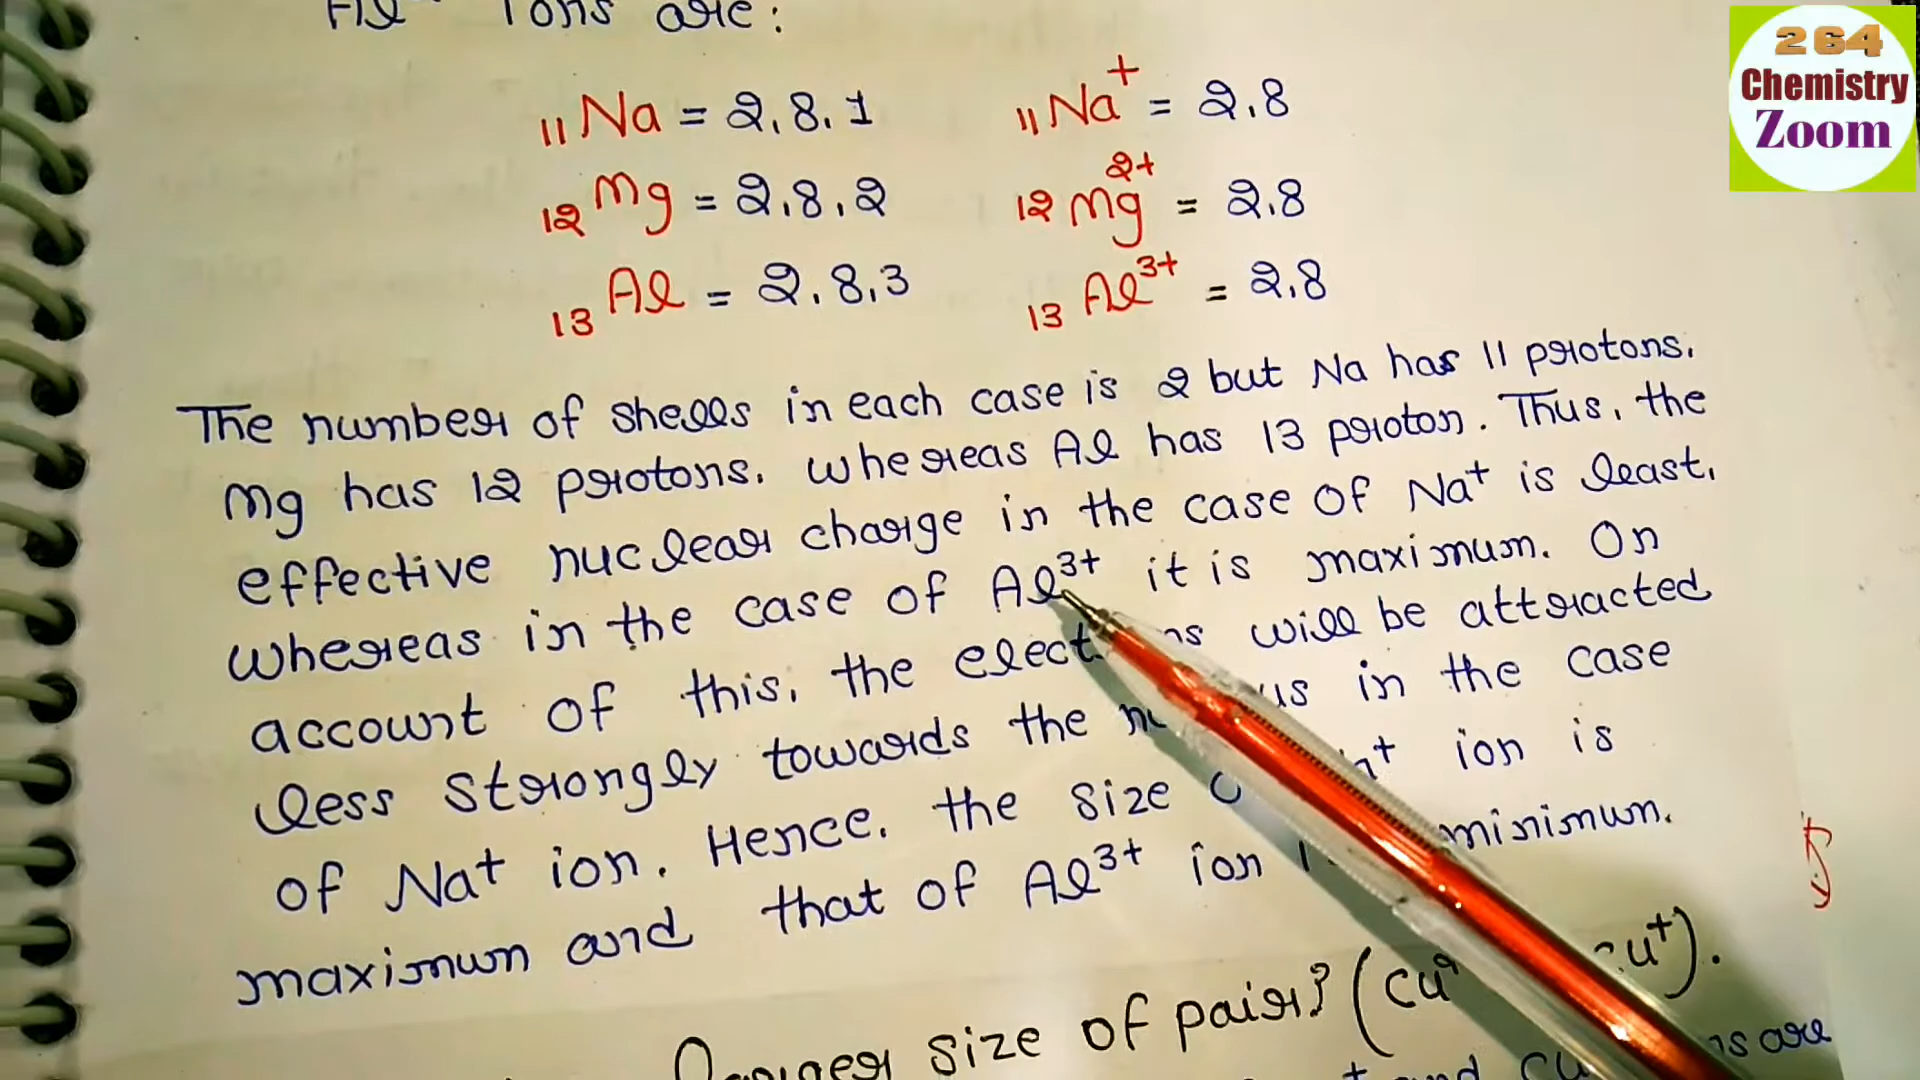 Al ions are:
₁₁Na = 2,8,1 ₁₁Na⁺ = 2,8
₁₂Mg = 2,8,2 ₁₂Mg²⁺ = 2,8
₁₃Al = 2,8,3 ₁₃Al³⁺ = 2,8
The number of shells in each case is 2 but Na has 11 protons,
Mg has 12 protons, whereas Al has 13 proton. Thus, the
effective nuclear charge in the case of Na⁺ is least,
whereas in the case of Al³⁺ it is maximum. On
account of this, the will be attracted
less strongly towards the in the case
of Na⁺ ion. Hence, the size ion is
maximum and that of Al³⁺ ion minimum.
size of pair? (Cu
and are
264
Chemistry
Zoom